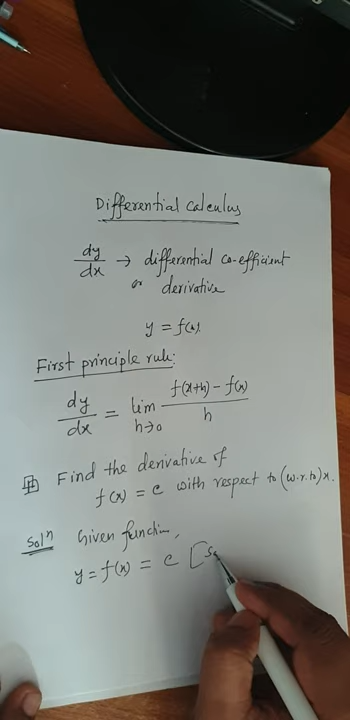 Differential Calculus
dy/dx → differential co-efficient
or derivative
y = f(x).
First principle rule:
dy/dx = lim h→0 f(x+h) - f(x) / h
Find the derivative of
f(x) = c with respect to (w.r.to) x.
Solⁿ Given function,
y = f(x) = c [